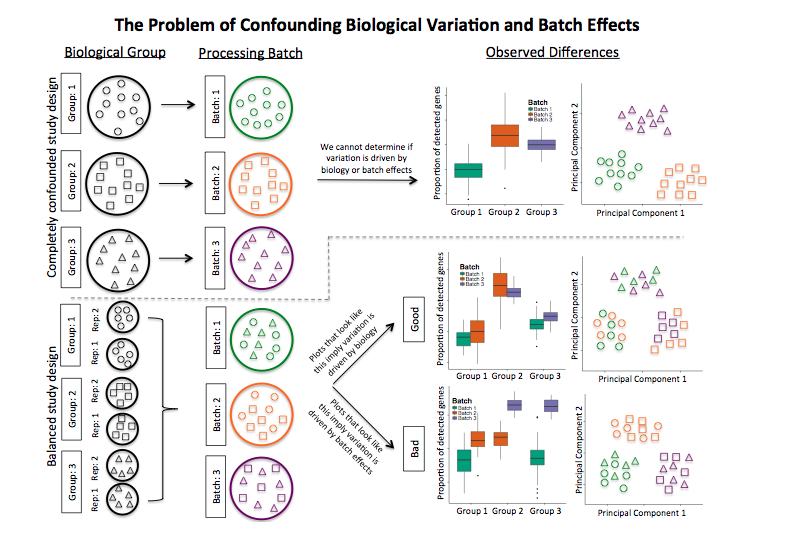 The Problem of Confounding Biological Variation and Batch Effects
Biological Group
Processing Batch
Observed Differences
Completely confounded study design
Group: 1
Group: 2
Group: 3
Batch: 1
Batch: 2
Batch: 3
We cannot determine if
variation is driven by
biology or batch effects
Proportion of detected genes
Batch
Batch 1
Batch 2
Batch 3
Group 1 Group 2 Group 3
Principal Component 2
Principal Component 1
Balanced study design
Group: 1
Rep: 2
Rep: 1
Group: 2
Rep: 2
Rep: 1
Group: 3
Rep: 2
Rep: 1
Batch: 1
Batch: 2
Batch: 3
Plots that look like
this imply variation is
driven by biology
Good
Proportion of detected genes
Batch
Batch 1
Batch 2
Batch 3
Group 1 Group 2 Group 3
Principal Component 2
Principal Component 1
Plots that look like
this imply variation is
driven by batch effects
Bad
Proportion of detected genes
Batch
Batch 1
Batch 2
Batch 3
Group 1 Group 2 Group 3
Principal Component 2
Principal Component 1